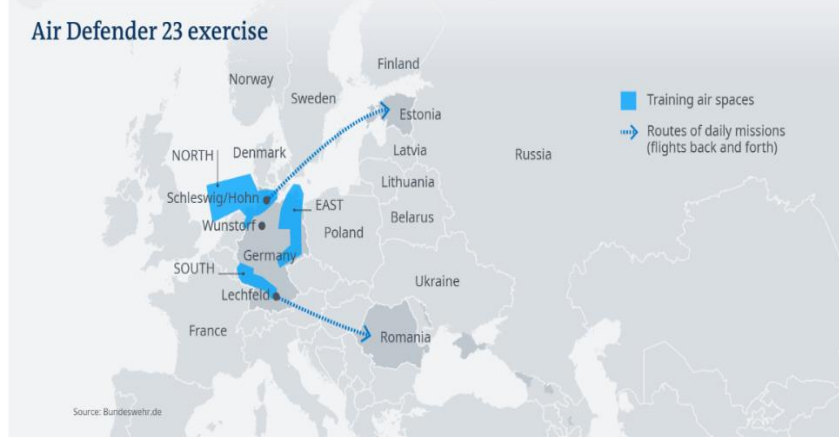 Air Defender 23 exercise
Finland
Norway
Sweden
Training air spaces
Estonia
Routes of daily missions
(flights back and forth)
Latvia
Russia
NORTH
Denmark
Lithuania
Schleswig/Hohn
EAST
Belarus
Wunstorf
Poland
Germany
SOUTH
Ukraine
Lechfeld
France
Romania
Source: Bundeswehr.de